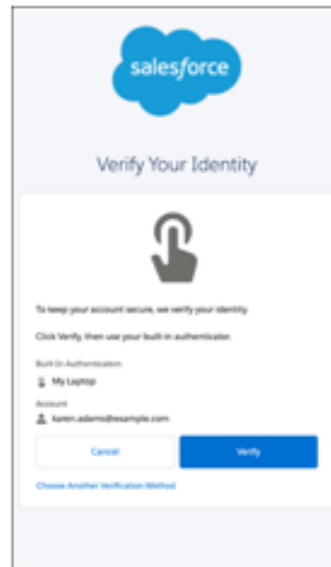 salesforce
Verify Your Identity
To keep your account secure, we verify your identity.
Click Verify, then use your built-in authenticator.
Built-In Authenticators
My Laptop
Account
karen.adams@example.com
Cancel
Verify
Choose Another Verification Method